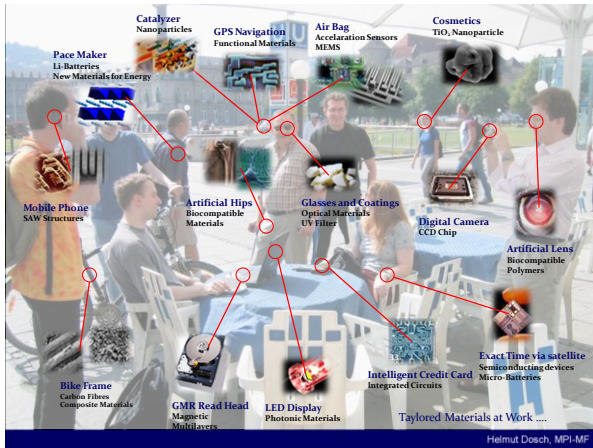 Catalyzer
Nanoparticles
GPS Navigation
Functional Materials
Air Bag
Accelaration Sensors
MEMS
Cosmetics
TiO₂ Nanoparticle
Pace Maker
Li-Batteries
New Materials for Energy
Mobile Phone
SAW Structures
Artificial Hips
Biocompatible
Materials
Glasses and Coatings
Optical Materials
UV Filter
Digital Camera
CCD Chip
Artificial Lens
Biocompatible
Polymers
Bike Frame
Carbon Fibres
Composite Materials
GMR Read Head
Magnetic
Multilayers
LED Display
Photonic Materials
Intelligent Credit Card
Integrated Circuits
Exact Time via satellite
Semiconducting devices
Micro-Batteries
Taylored Materials at Work ....
Helmut Dosch, MPI-MF